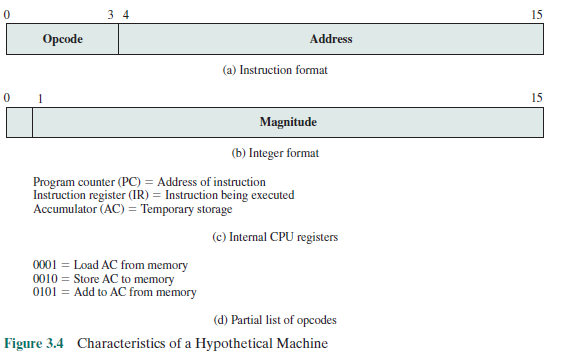 0 3 4 15
Opcode Address
(a) Instruction format
0 1 15
Magnitude
(b) Integer format
Program counter (PC) = Address of instruction
Instruction register (IR) = Instruction being executed
Accumulator (AC) = Temporary storage
(c) Internal CPU registers
0001 = Load AC from memory
0010 = Store AC to memory
0101 = Add to AC from memory
(d) Partial list of opcodes
Figure 3.4 Characteristics of a Hypothetical Machine